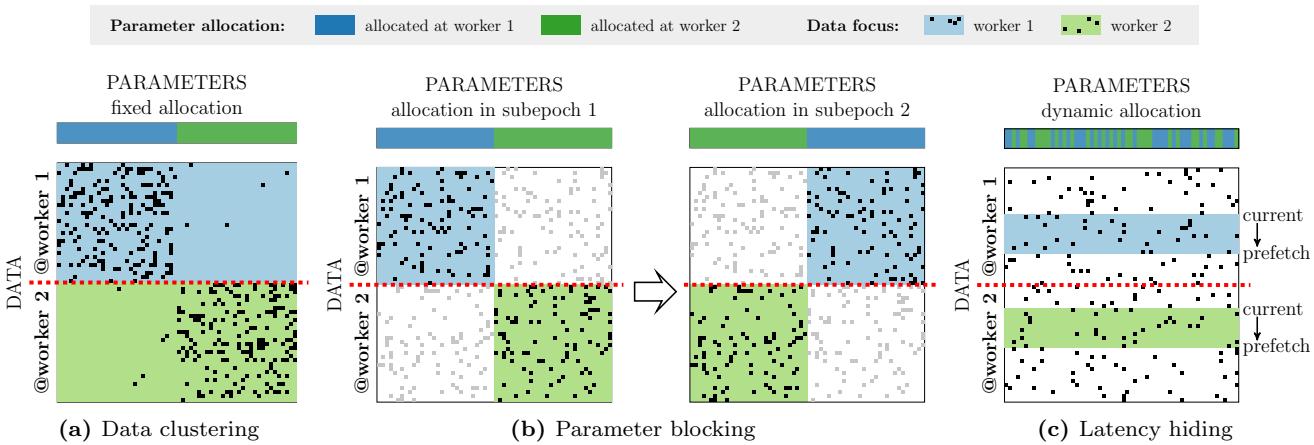 Parameter allocation: allocated at worker 1 allocated at worker 2 Data focus: worker 1 worker 2
PARAMETERS
fixed allocation
DATA
@worker 1
@worker 2
(a) Data clustering
PARAMETERS
allocation in subepoch 1
DATA
@worker 1
@worker 2
PARAMETERS
allocation in subepoch 2
(b) Parameter blocking
PARAMETERS
dynamic allocation
DATA
@worker 1
@worker 2
current
prefetch
current
prefetch
(c) Latency hiding